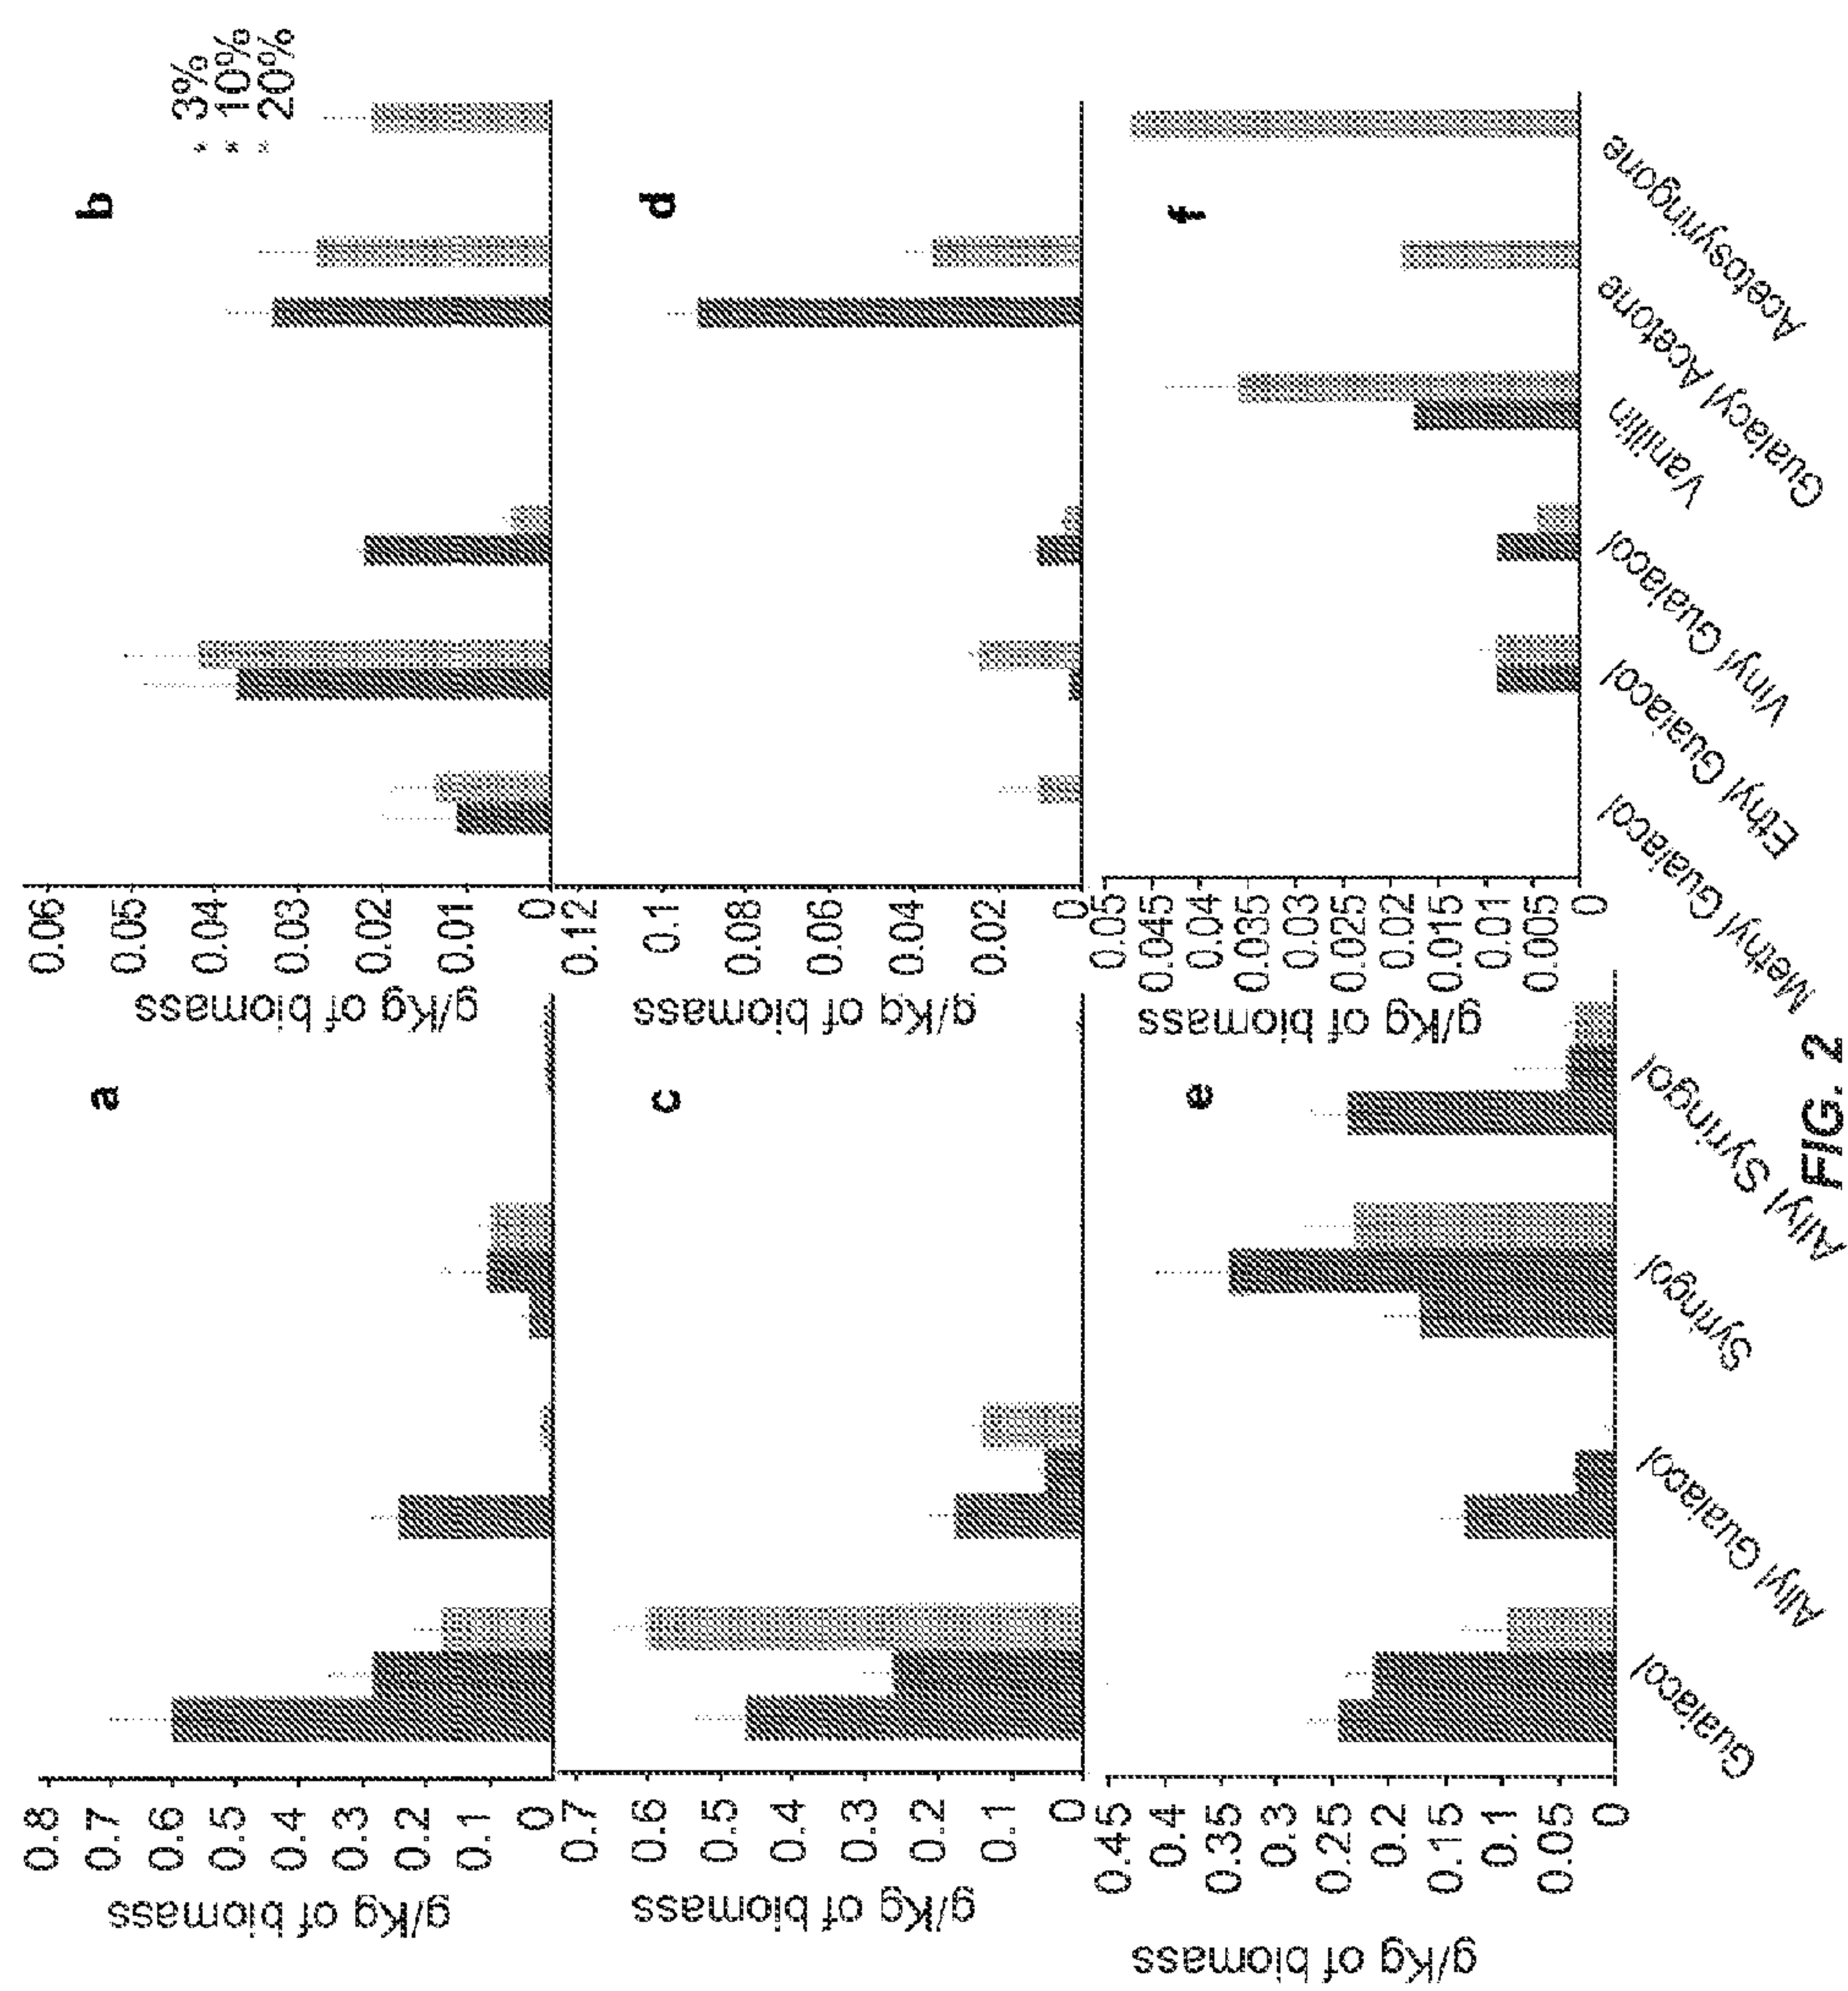 a
g/Kg of biomass
0.8
0.7
0.6
0.5
0.4
0.3
0.2
0.1
0
b
3%
10%
20%
g/Kg of biomass
0.06
0.05
0.04
0.03
0.02
0.01
0
c
g/Kg of biomass
0.7
0.6
0.5
0.4
0.3
0.2
0.1
0
d
g/Kg of biomass
0.12
0.1
0.08
0.06
0.04
0.02
0
e
g/Kg of biomass
0.45
0.4
0.35
0.3
0.25
0.2
0.15
0.1
0.05
0
Guaiacol
Allyl Guaiacol
Syringol
Allyl Syringol
f
g/Kg of biomass
0.05
0.045
0.04
0.035
0.03
0.025
0.02
0.015
0.01
0.005
0
Methyl Guaiacol
Ethyl Guaiacol
Vinyl Guaiacol
Vanillin
Guaiacyl Acetone
Acetosyringone
FIG. 2